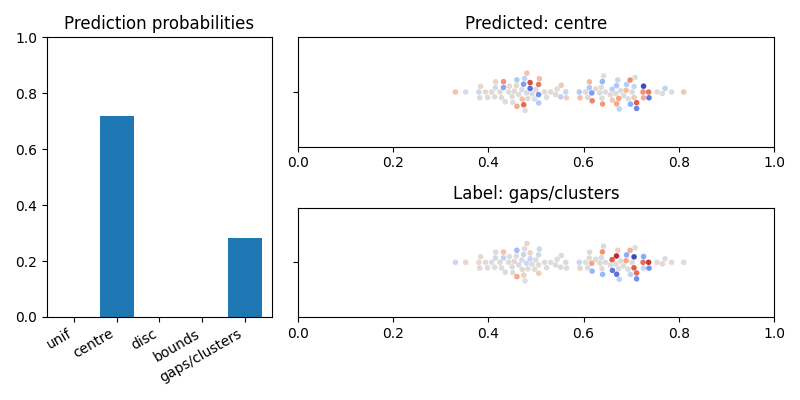 Prediction probabilities
1.0
0.8
0.6
0.4
0.2
0.0
unif
centre
disc
bounds
gaps/clusters
Predicted: centre
0.0 0.2 0.4 0.6 0.8 1.0
Label: gaps/clusters
0.0 0.2 0.4 0.6 0.8 1.0